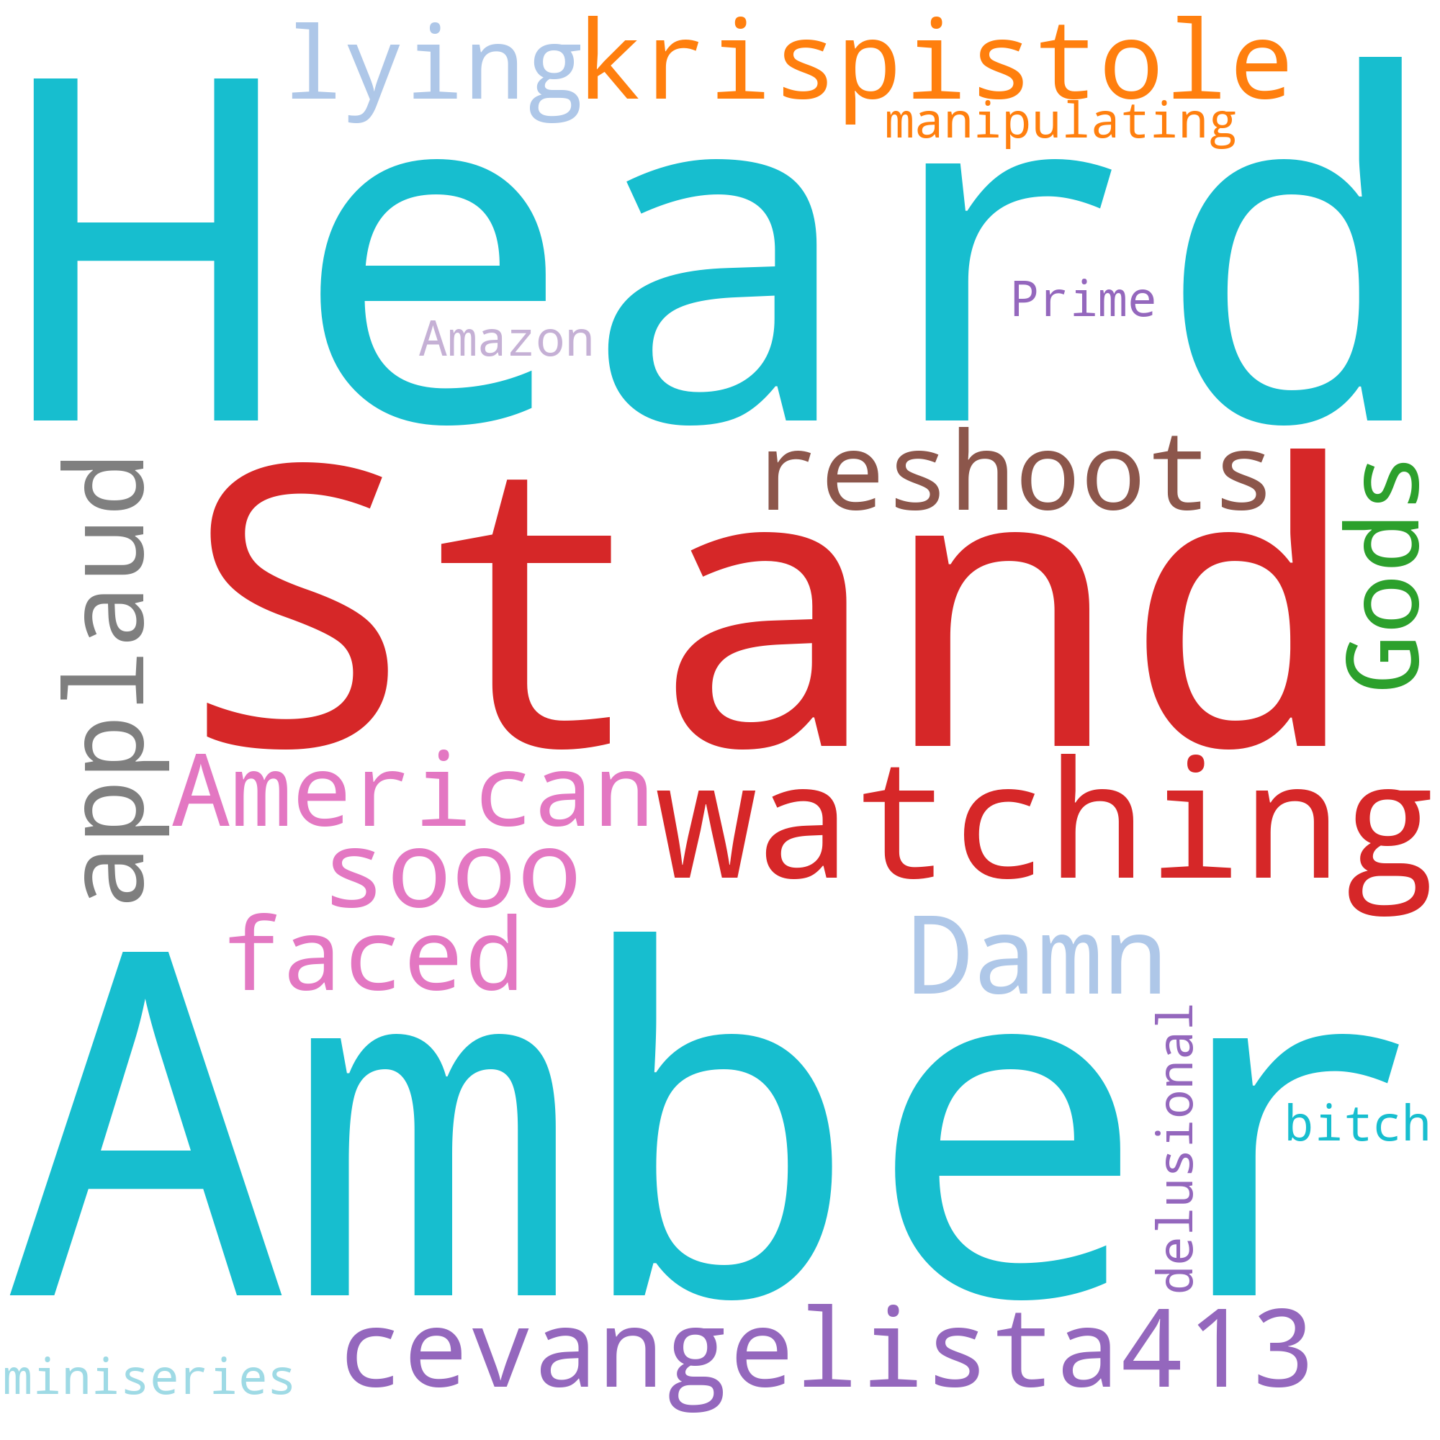 lying
krispistole
manipulating
Heard
Prime
Amazon
reshoots
Stand
Gods
applaud
American
watching
sooo
faced
Damn
Amber
delusional
bitch
cevangelista413
miniseries